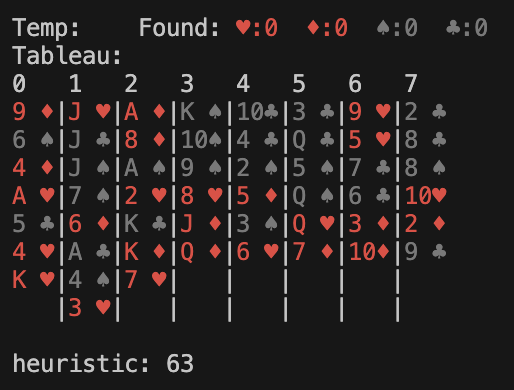 Temp:    Found: ♥:0  ♦:0  ♠:0  ♣:0
Tableau:
0   1   2   3   4   5   6   7
9 ♦|J ♥|A ♦|K ♠|10♣|3 ♣|9 ♥|2 ♣
6 ♠|J ♣|8 ♦|10♠|4 ♣|Q ♣|5 ♥|8 ♣
4 ♦|J ♠|A ♠|9 ♠|2 ♠|5 ♠|7 ♣|8 ♠
A ♥|7 ♠|2 ♥|8 ♥|5 ♦|Q ♠|6 ♣|10♥
5 ♣|6 ♦|K ♣|J ♦|3 ♠|Q ♥|3 ♦|2 ♦
4 ♥|A ♣|K ♦|Q ♦|6 ♥|7 ♦|10♦|9 ♣
K ♥|4 ♠|7 ♥|   |   |   |   |
   |3 ♥|   |   |   |   |   |
heuristic: 63